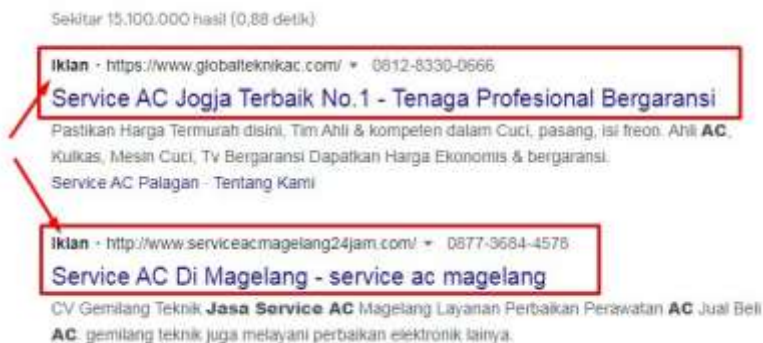 Sekitar 15.100.000 hasil (0,88 detik)
Iklan · https://www.globalteknikac.com/ ▾ 0812-8330-0666
Service AC Jogja Terbaik No.1 - Tenaga Profesional Bergaransi
Pastikan Harga Termurah disini, Tim Ahli & kompeten dalam Cuci, pasang, isi freon. Ahli AC,
Kulkas, Mesin Cuci, Tv Bergaransi Dapatkan Harga Ekonomis & bergaransi.
Service AC Palagan · Tentang Kami
Iklan · http://www.serviceacmagelang24jam.com/ ▾ 0877-3684-4578
Service AC Di Magelang - service ac magelang
CV Gemilang Teknik Jasa Service AC Magelang Layanan Perbaikan Perawatan AC Jual Beli
AC. gemilang teknik juga melayani perbaikan elektronik lainya.